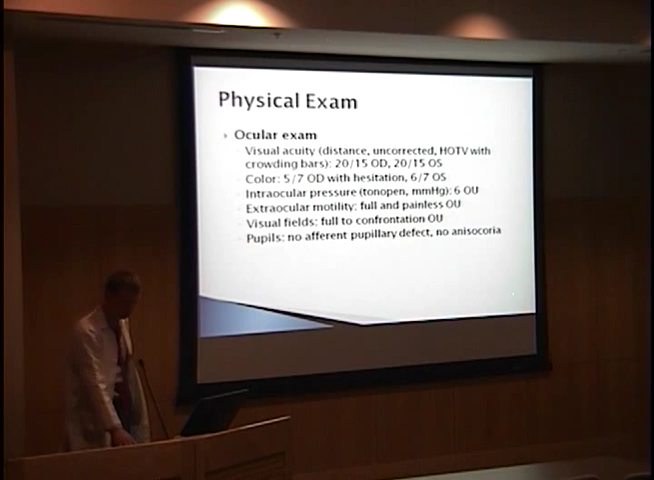 Physical Exam
Ocular exam
Visual acuity (distance, uncorrected, HOTV with
crowding bars): 20/15 OD, 20/15 OS
Color: 5/7 OD with hesitation, 6/7 OS
Intraocular pressure (tonopen, mmHg): 6 OU
Extraocular motility: full and painless OU
Visual fields: full to confrontation OU
Pupils: no afferent pupillary defect, no anisocoria